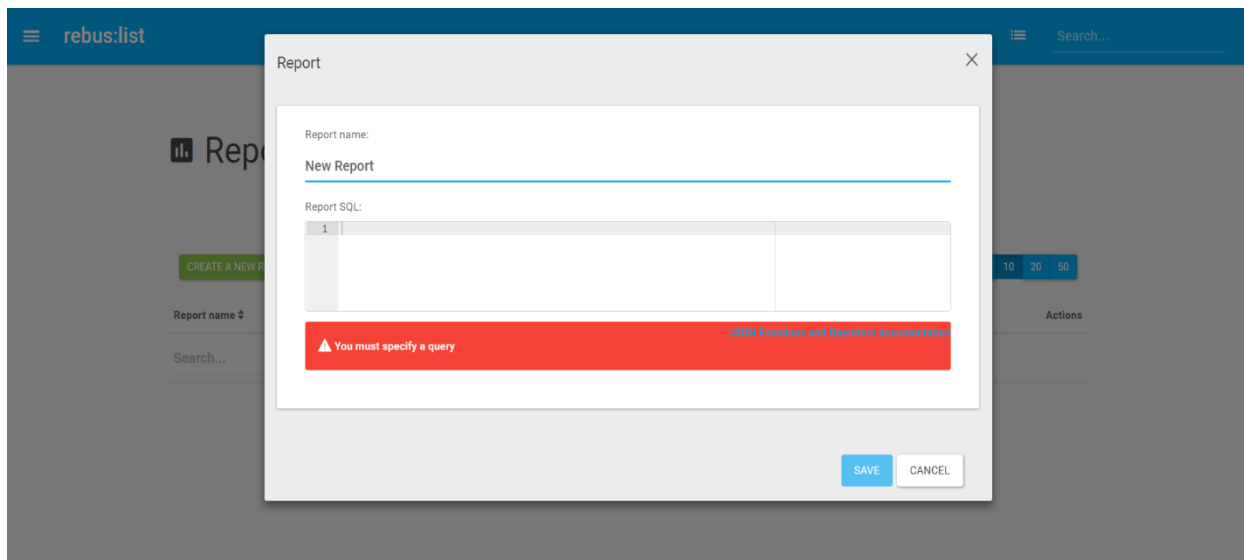 rebus:list
Search...
Report
Report name:
New Report
Report SQL:
1
JSON Functions and Operators documentation
You must specify a query
SAVE
CANCEL
Repo
CREATE A NEW R
10 20 50
Report name
Actions
Search...